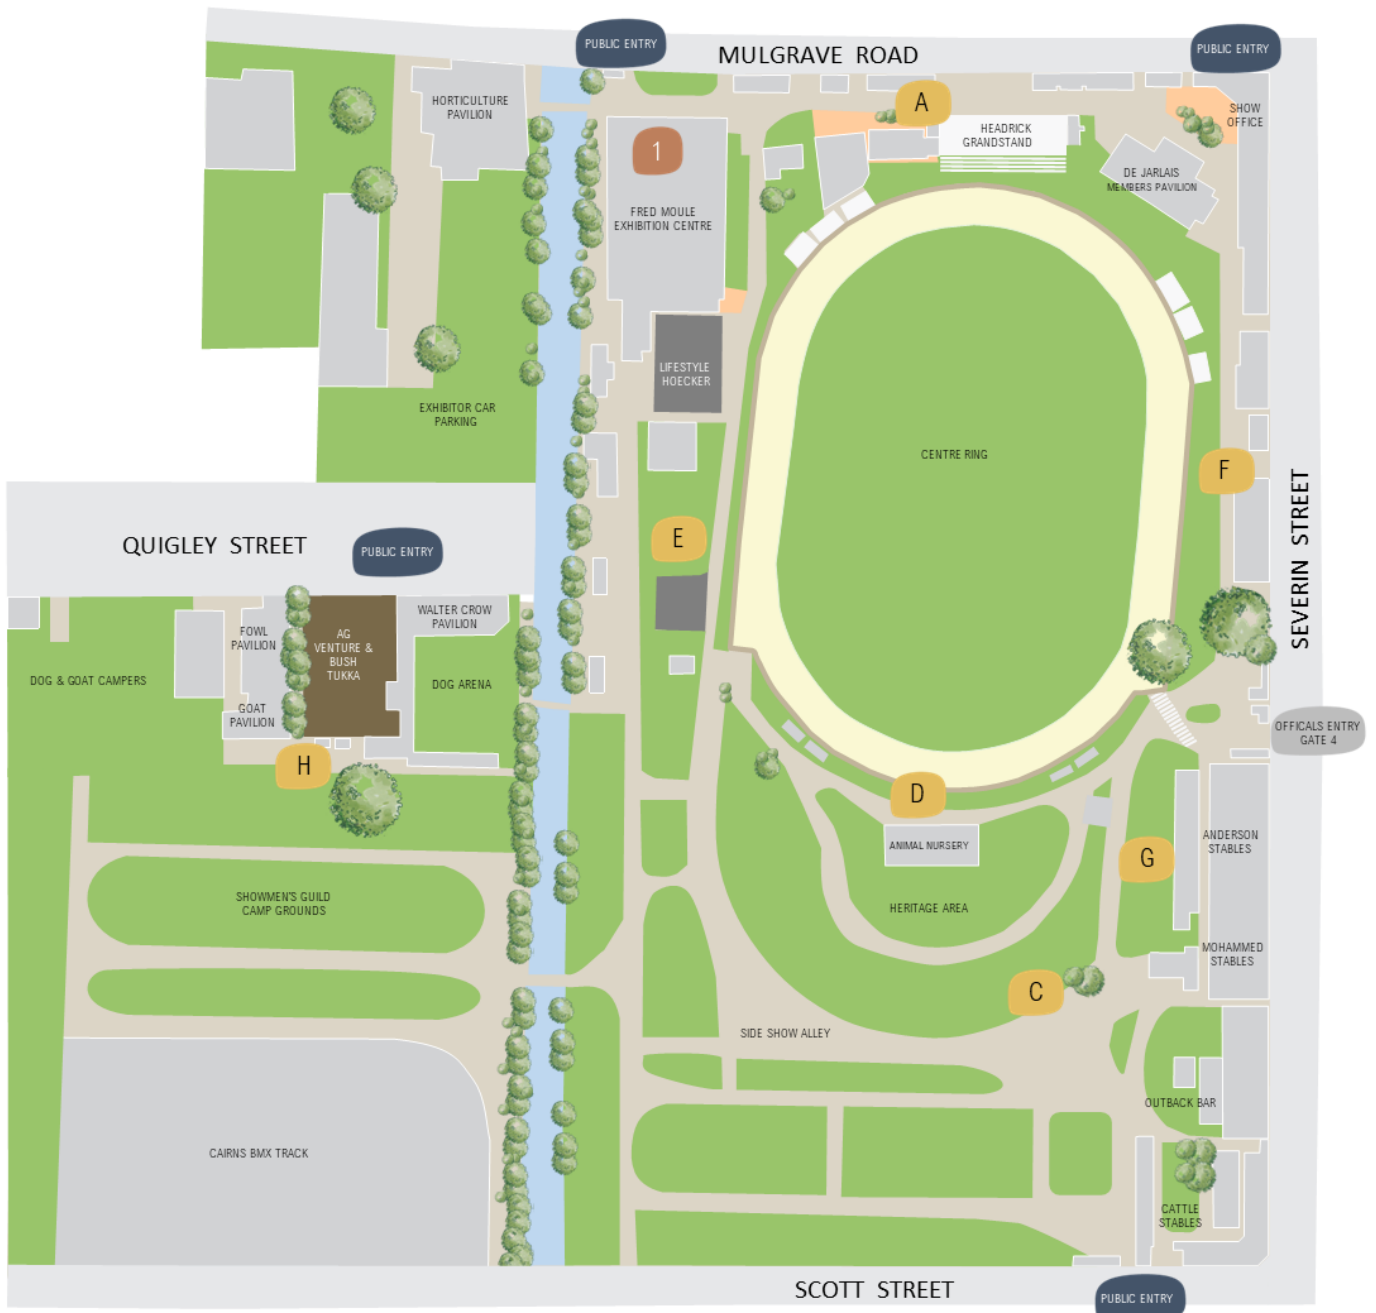 PUBLIC ENTRY
MULGRAVE ROAD
PUBLIC ENTRY
HORTICULTURE
PAVILION
A
SHOW
OFFICE
HEADRICK
GRANDSTAND
1
DE JARLAIS
MEMBERS PAVILION
FRED MOULE
EXHIBITION CENTRE
LIFESTYLE
HOECKER
EXHIBITOR CAR
PARKING
CENTRE RING
F
E
QUIGLEY STREET
PUBLIC ENTRY
SEVERIN STREET
WALTER CROW
PAVILION
FOWL
PAVILION
AG
VENTURE &
BUSH
TUKKA
DOG & GOAT CAMPERS
DOG ARENA
GOAT
PAVILION
OFFICALS ENTRY
GATE 4
H
D
ANIMAL NURSERY
ANDERSON
STABLES
G
SHOWMEN'S GUILD
CAMP GROUNDS
HERITAGE AREA
MOHAMMED
STABLES
C
SIDE SHOW ALLEY
OUTBACK BAR
CAIRNS BMX TRACK
CATTLE
STABLES
SCOTT STREET
PUBLIC ENTRY